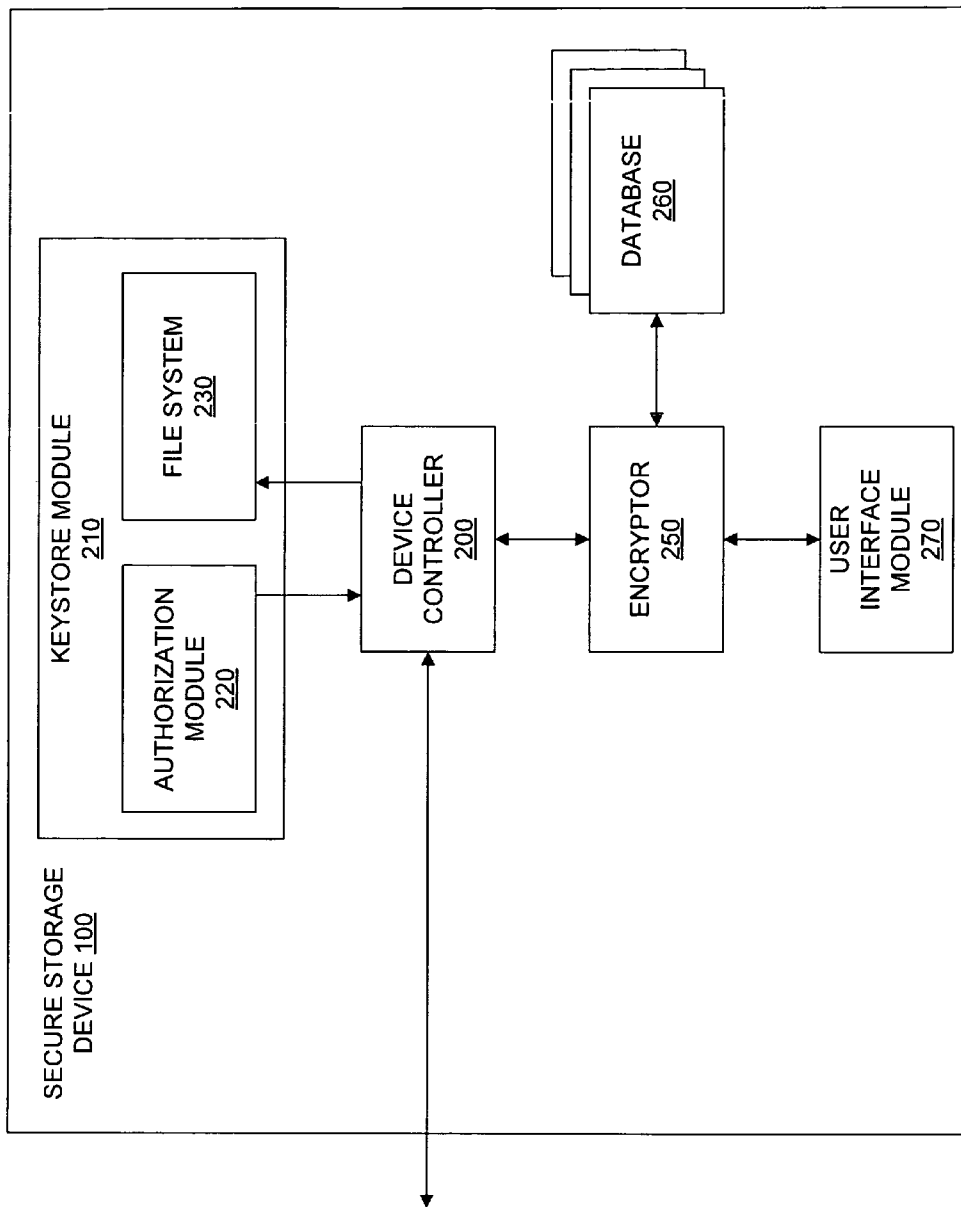 SECURE STORAGE
DEVICE 100
KEYSTORE MODULE
210
AUTHORIZATION
MODULE
220
FILE SYSTEM
230
DEVICE
CONTROLLER
200
ENCRYPTOR
250
DATABASE
260
USER
INTERFACE
MODULE
270